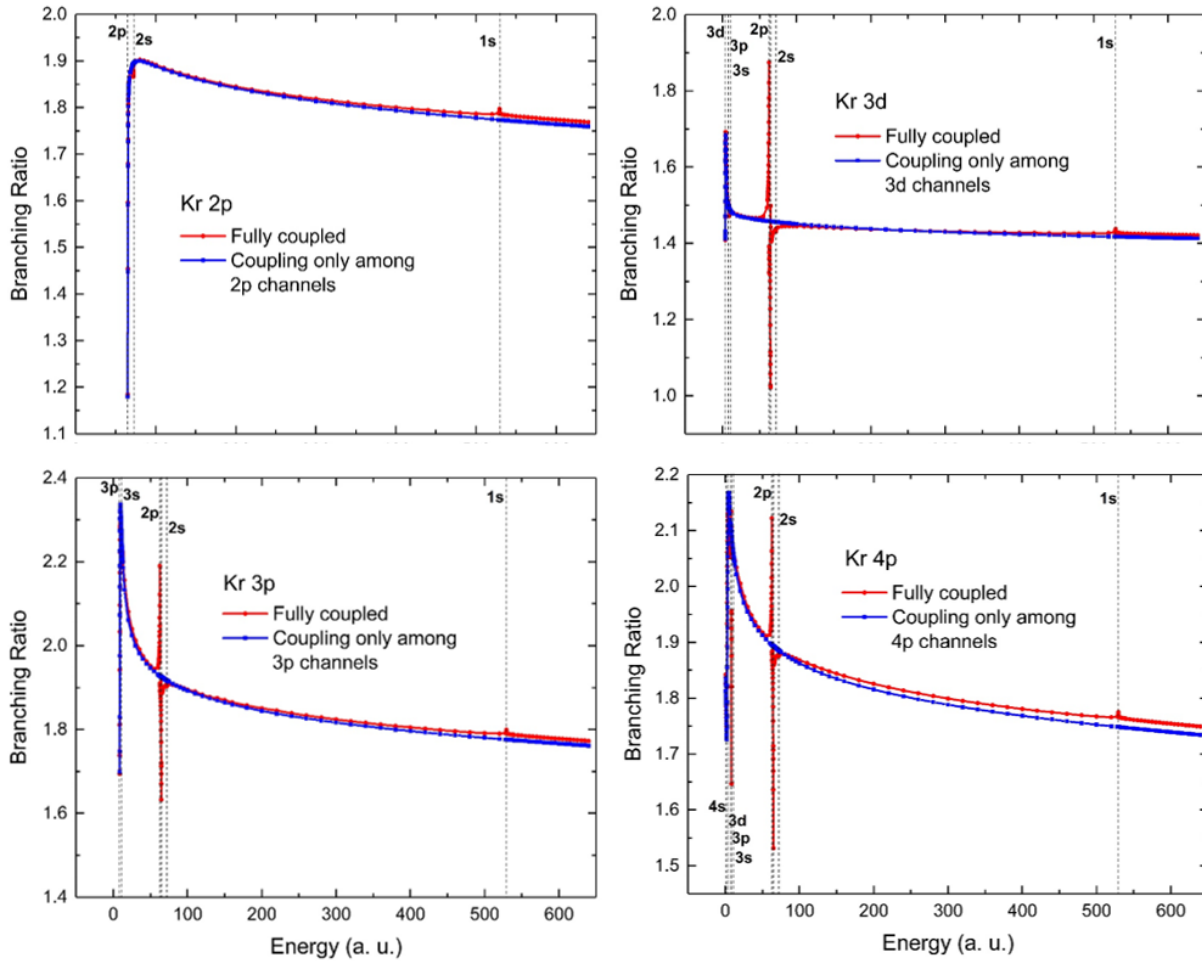 2.0
1.9
1.8
1.7
1.6
1.5
1.4
1.3
1.2
1.1
Branching Ratio
2p
2s
1s
Kr 2p
Fully coupled
Coupling only among
2p channels
2.0
1.8
1.6
1.4
1.2
1.0
Branching Ratio
3d
3p
3s
2p
2s
1s
Kr 3d
Fully coupled
Coupling only among
3d channels
2.4
2.2
2.0
1.8
1.6
1.4
Branching Ratio
3p
3s
2p
2s
1s
Kr 3p
Fully coupled
Coupling only among
3p channels
0 100 200 300 400 500 600
Energy (a. u.)
2.2
2.1
2.0
1.9
1.8
1.7
1.6
1.5
Branching Ratio
2p
2s
1s
Kr 4p
Fully coupled
Coupling only among
4p channels
4s
3d
3p
3s
0 100 200 300 400 500 600
Energy (a. u.)